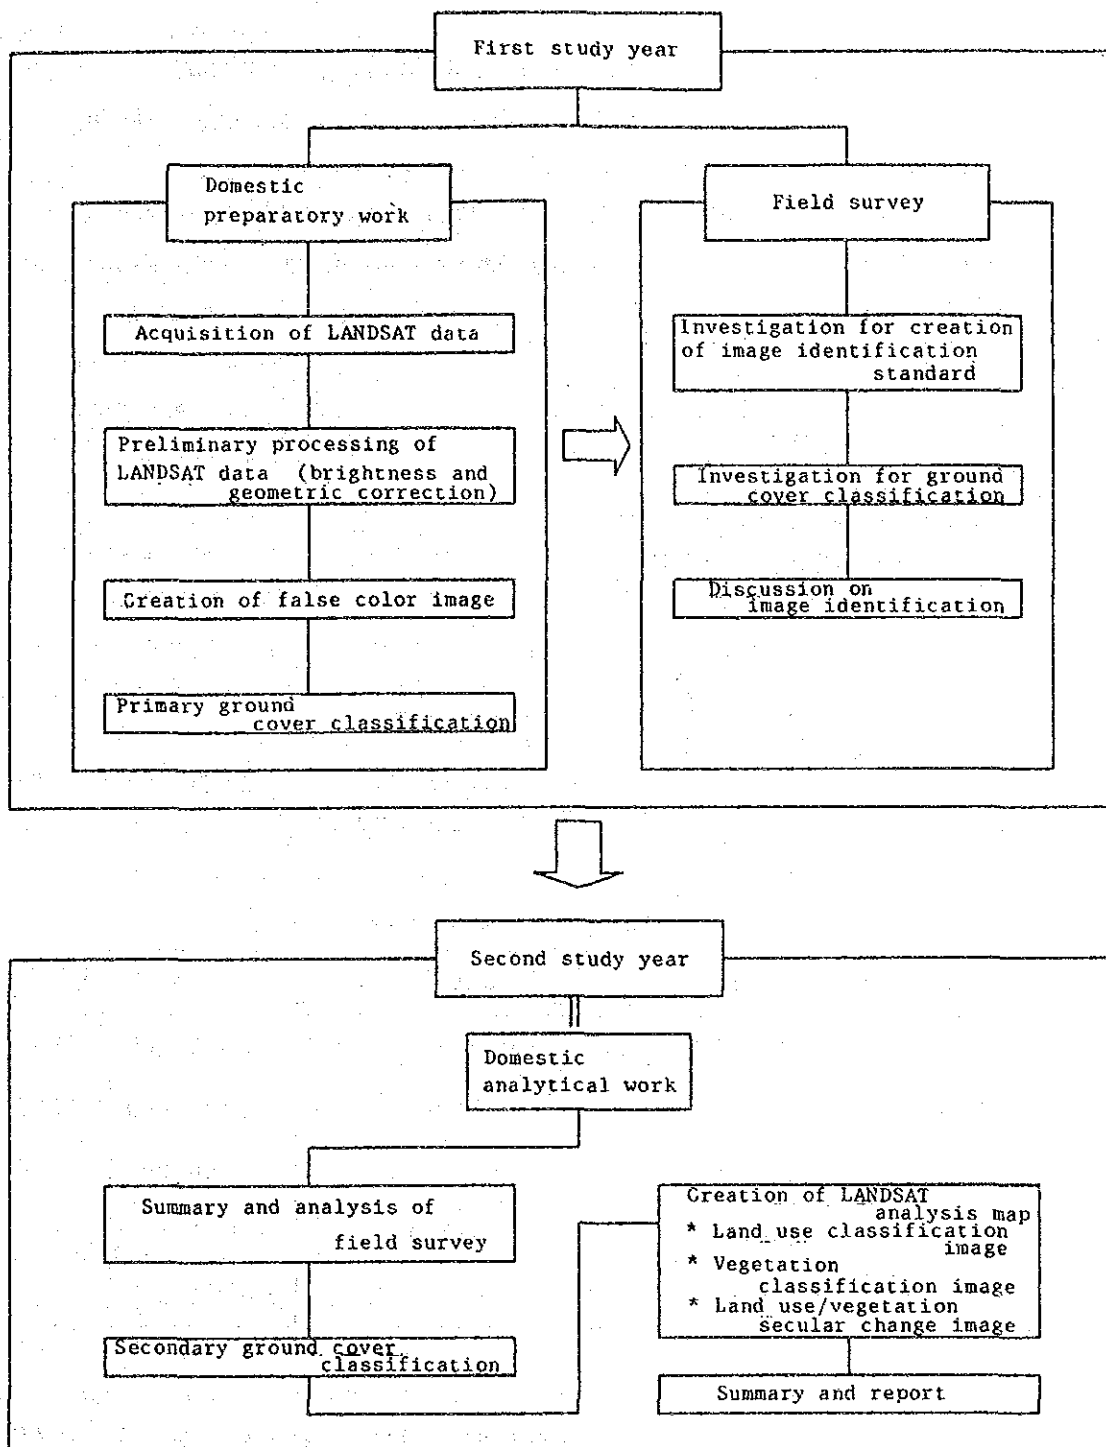 First study year
Domestic
preparatory work
Acquisition of LANDSAT data
Preliminary processing of
LANDSAT data (brightness and
geometric correction)
Creation of false color image
Primary ground
cover classification
Field survey
Investigation for creation
of image identification
standard
Investigation for ground
cover classification
Discussion on
image identification
Second study year
Domestic
analytical work
Summary and analysis of
field survey
Secondary ground cover
classification
Creation of LANDSAT
analysis map
* Land use classification
image
* Vegetation
classification image
* Land use/vegetation
secular change image
Summary and report